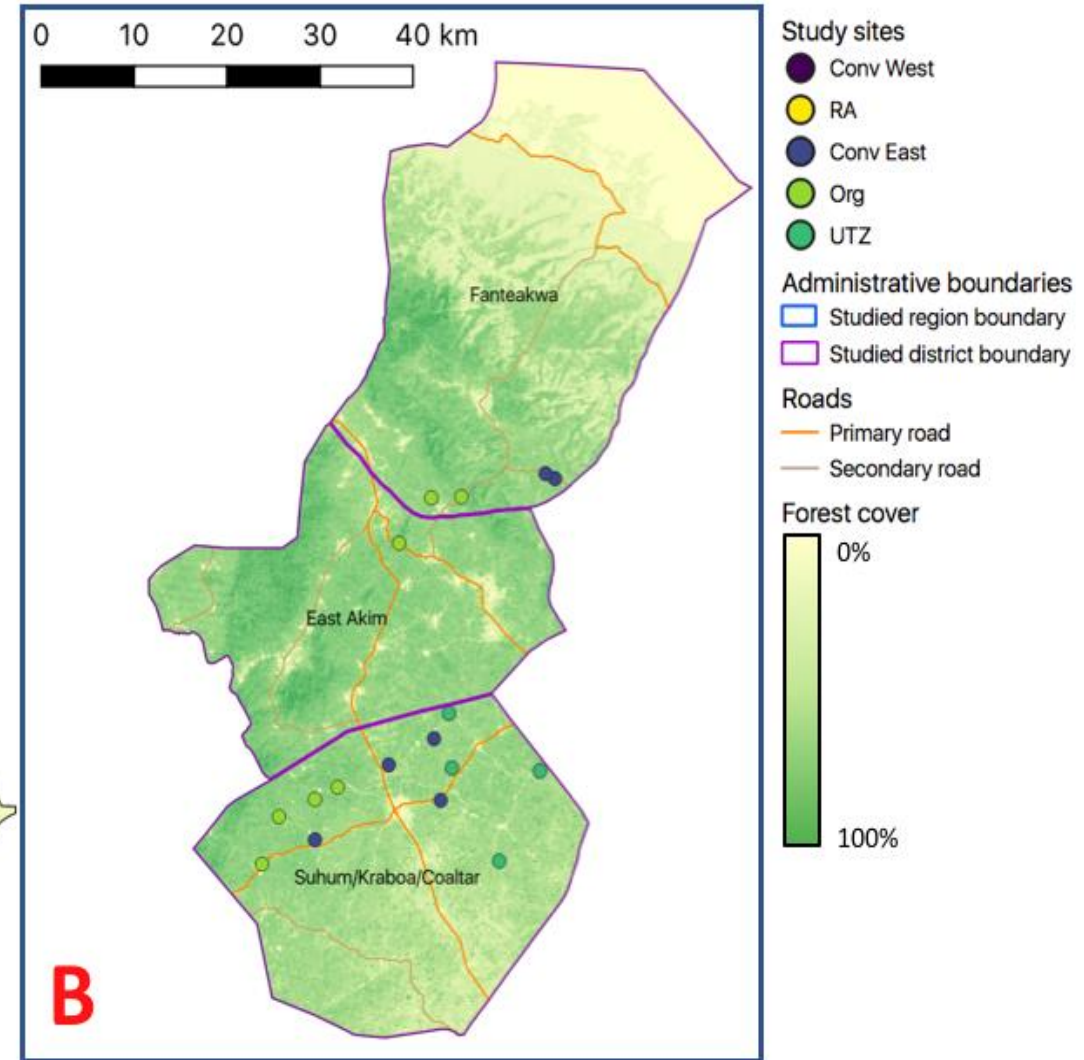 0 10 20 30 40 km
Fanteakwa
East Akim
Suhum/Kraboa/Coaltar
B
Study sites
Conv West
RA
Conv East
Org
UTZ
Administrative boundaries
Studied region boundary
Studied district boundary
Roads
Primary road
Secondary road
Forest cover
0%
100%